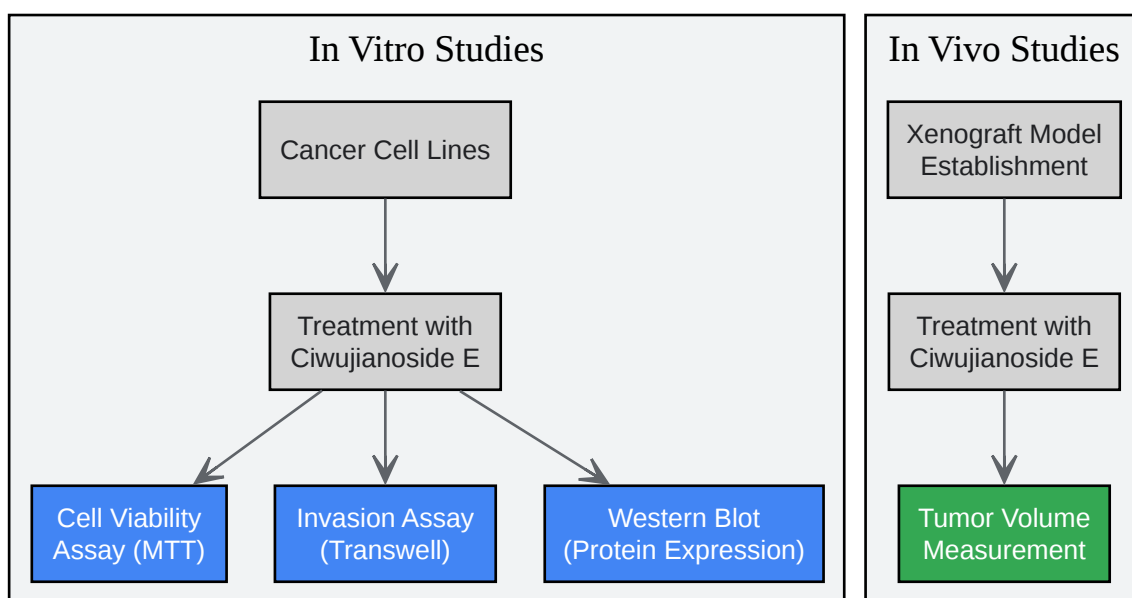 In Vitro Studies
Cancer Cell Lines
Treatment with
Ciwujianoside E
Cell Viability
Assay (MTT)
Invasion Assay
(Transwell)
Western Blot
(Protein Expression)
In Vivo Studies
Xenograft Model
Establishment
Treatment with
Ciwujianoside E
Tumor Volume
Measurement